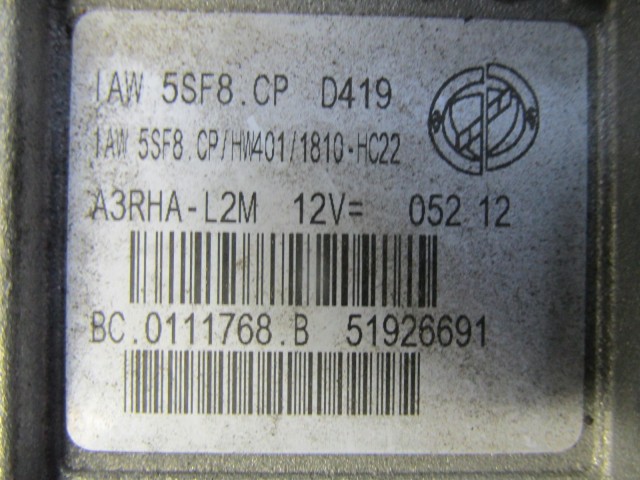 IAW 5SF8.CP D419
IAW 5SF8.CP/HW401/1810-HC22
A3RHA-L2M 12V= 052 12
BC.0111768.B 51926691